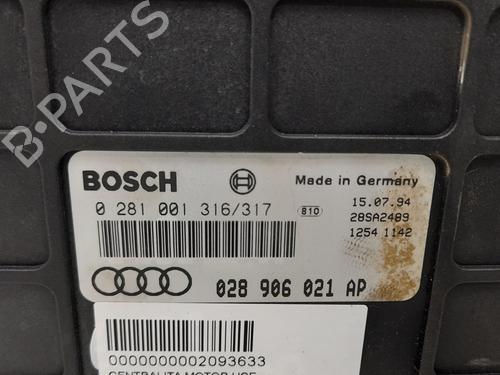 B-PARTS
BOSCH
Made in Germany
0 281 001 316/317
810
15.07.94
28SA2489
1254 1142
028 906 021 AP
0000000002093633
CENTRALITA MOTOR UCE